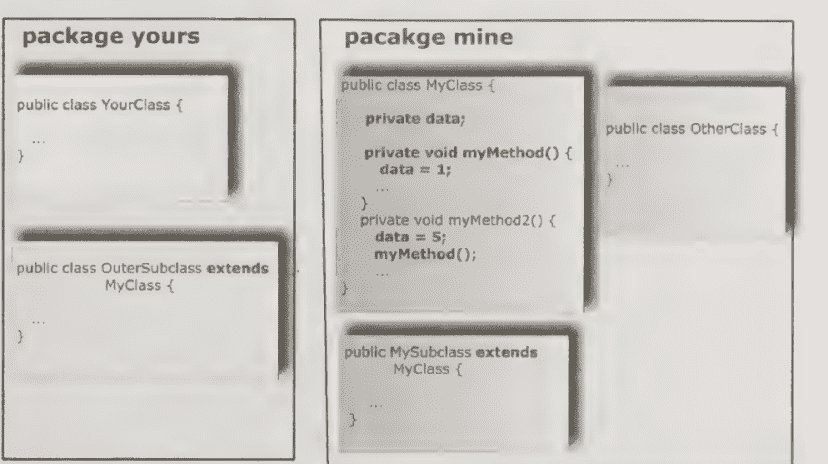 package yours
public class YourClass {
...
}
public class OuterSubclass extends
MyClass {
...
}
pacakge mine
public class MyClass {
private data;
private void myMethod() {
data = 1;
...
}
private void myMethod2() {
data = 5;
myMethod();
...
}
public class OtherClass {
...
}
public MySubclass extends
MyClass {
...
}